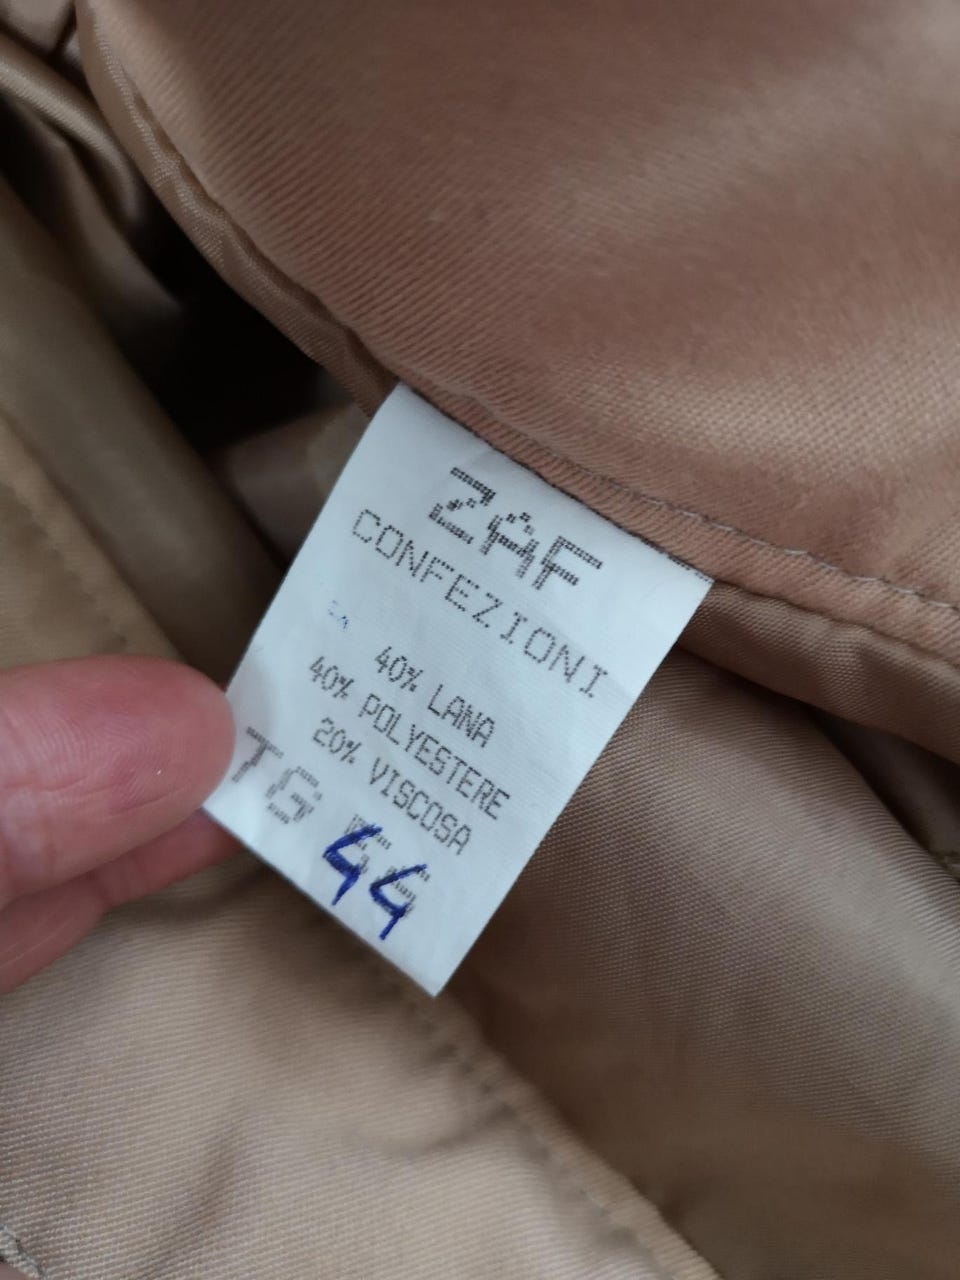 ZAF
CONFEZIONI
40% LANA
40% POLYESTERE
20% VISCOSA
TG 44